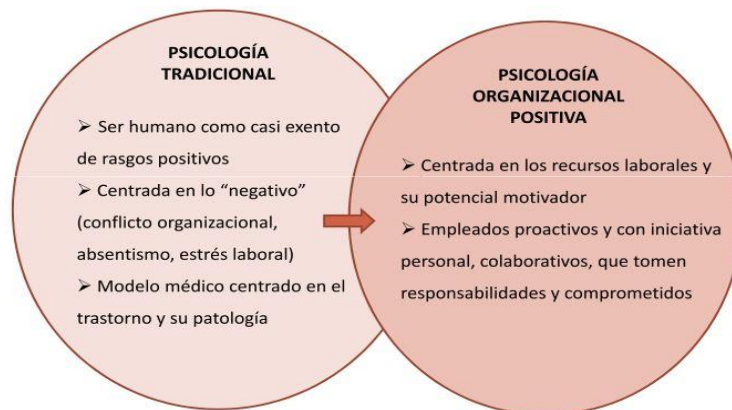 PSICOLOGÍA
TRADICIONAL
➢ Ser humano como casi exento
de rasgos positivos
➢ Centrada en lo “negativo”
(conflicto organizacional,
absentismo, estrés laboral)
➢ Modelo médico centrado en el
trastorno y su patología
PSICOLOGÍA
ORGANIZACIONAL
POSITIVA
➢ Centrada en los recursos laborales y
su potencial motivador
➢ Empleados proactivos y con iniciativa
personal, colaborativos, que tomen
responsabilidades y comprometidos